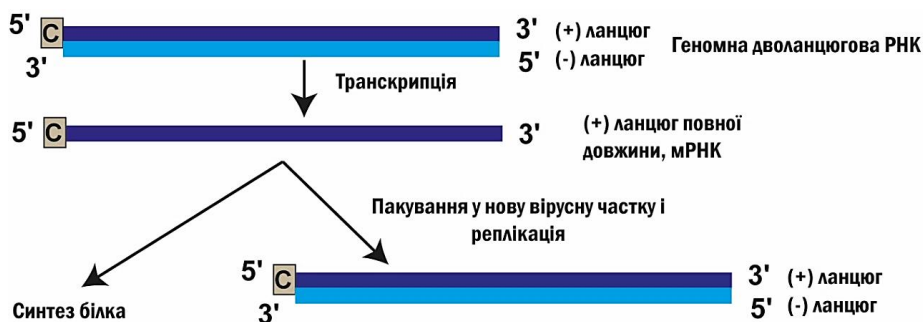 5' С 3' (+) ланцюг
3' 5' (-) ланцюг
Геномна дволанцюгова РНК
Транскрипція
5' С 3' (+) ланцюг повної
довжини, мРНК
Пакування у нову вірусну частку і
реплікація
5' С 3' (+) ланцюг
3' 5' (-) ланцюг
Синтез білка